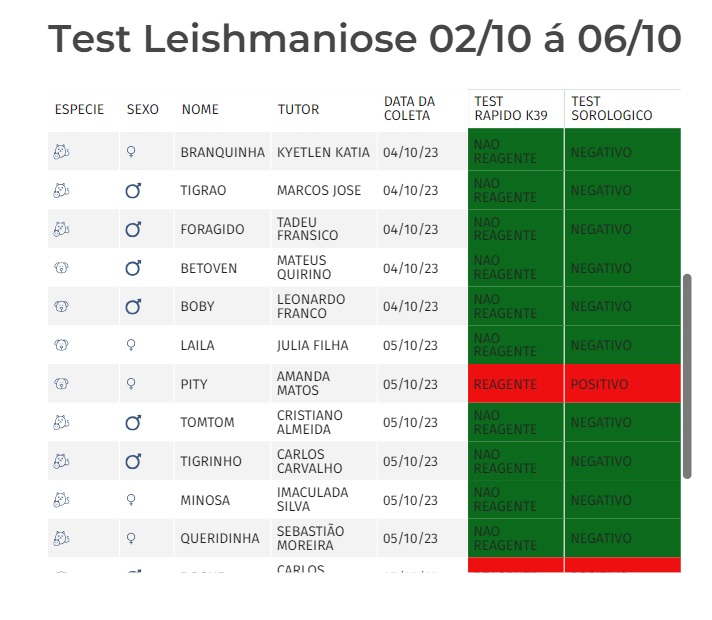 Test Leishmaniose 02/10 á 06/10
ESPECIE SEXO NOME TUTOR DATA DA COLETA TEST RAPIDO K39 TEST SOROLOGICO
BRANQUINHA KYETLEN KATIA 04/10/23 NAO REAGENTE NEGATIVO
TIGRAO MARCOS JOSE 04/10/23 NAO REAGENTE NEGATIVO
FORAGIDO TADEU FRANSICO 04/10/23 NAO REAGENTE NEGATIVO
BETOVEN MATEUS QUIRINO 04/10/23 NAO REAGENTE NEGATIVO
BOBY LEONARDO FRANCO 04/10/23 NAO REAGENTE NEGATIVO
LAILA JULIA FILHA 05/10/23 NAO REAGENTE NEGATIVO
PITY AMANDA MATOS 05/10/23 REAGENTE POSITIVO
TOMTOM CRISTIANO ALMEIDA 05/10/23 NAO REAGENTE NEGATIVO
TIGRINHO CARLOS CARVALHO 05/10/23 NAO REAGENTE NEGATIVO
MINOSA IMACULADA SILVA 05/10/23 NAO REAGENTE NEGATIVO
QUERIDINHA SEBASTIÃO MOREIRA 05/10/23 NAO REAGENTE NEGATIVO
CARLOS